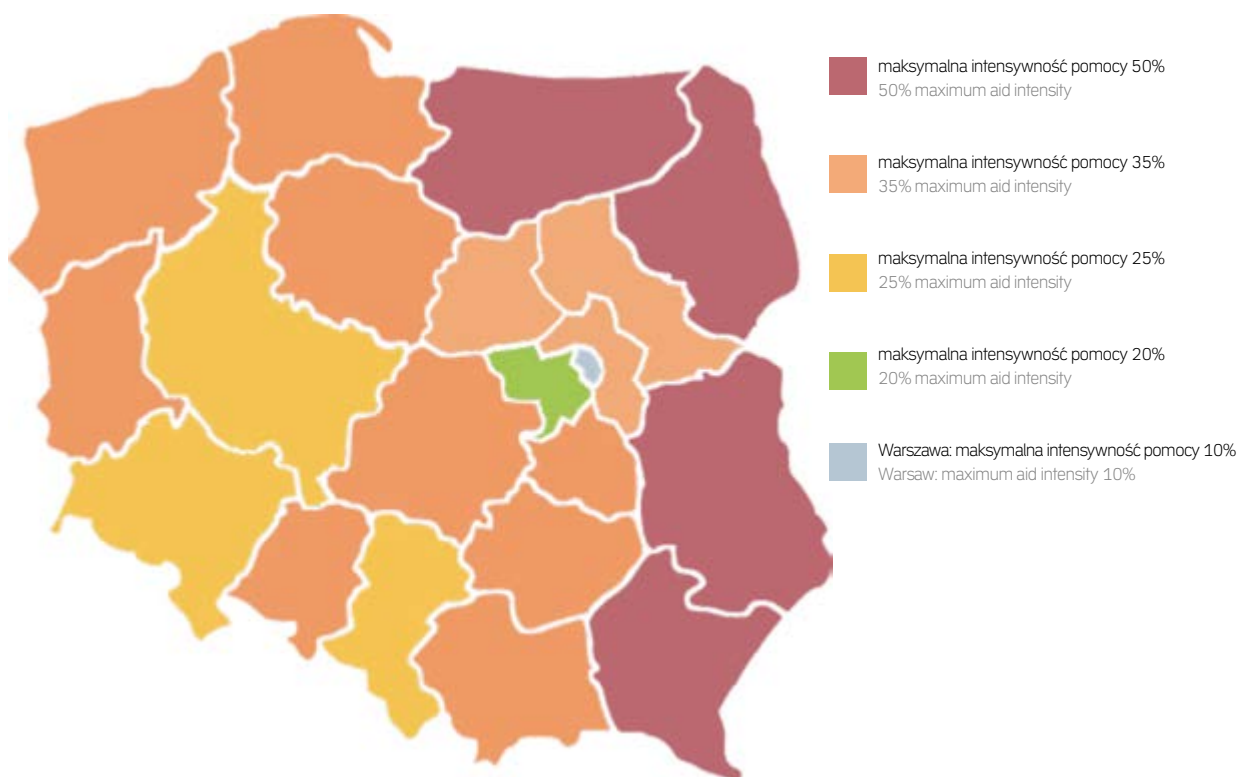 maksymalna intensywność pomocy 50%
50% maximum aid intensity
maksymalna intensywność pomocy 35%
35% maximum aid intensity
maksymalna intensywność pomocy 25%
25% maximum aid intensity
maksymalna intensywność pomocy 20%
20% maximum aid intensity
Warszawa: maksymalna intensywność pomocy 10%
Warsaw: maximum aid intensity 10%